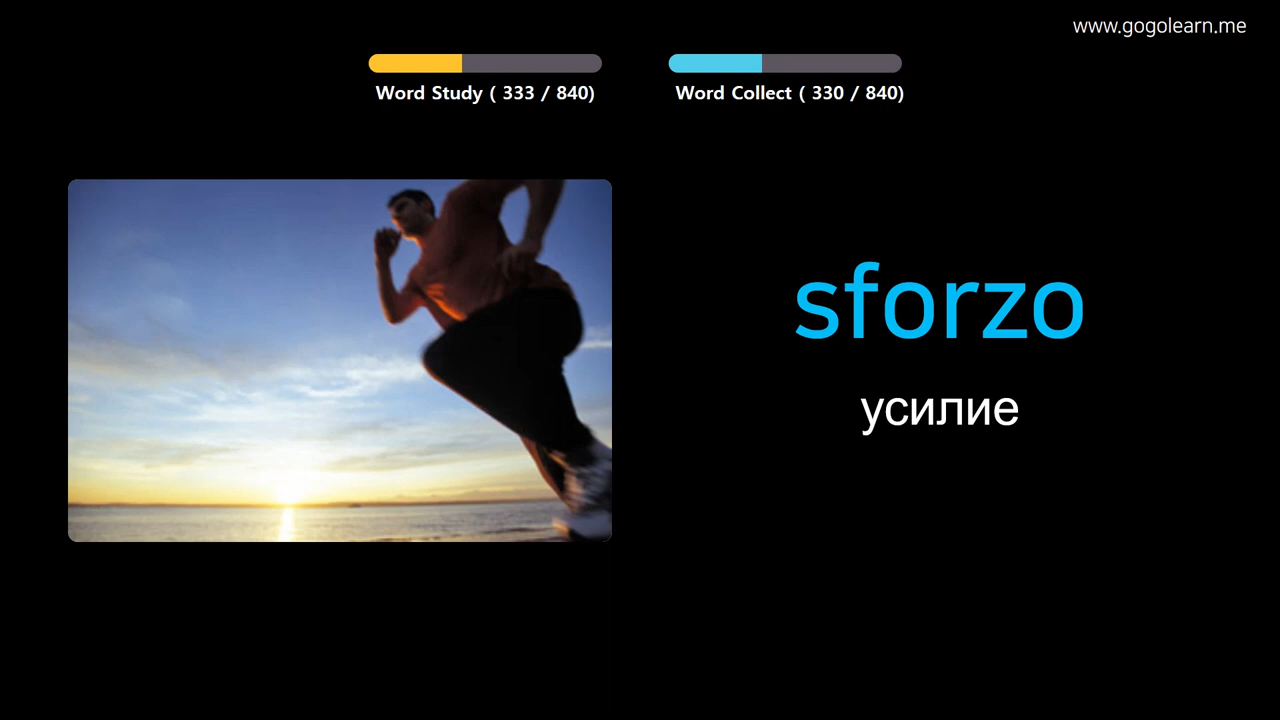 www.gogolearn.me
Word Study ( 333 / 840)
Word Collect ( 330 / 840)
sforzo
усилие